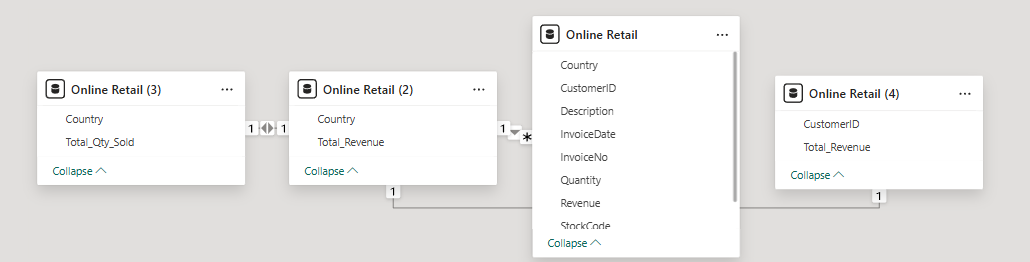 Online Retail (3)
Country
Total_Qty_Sold
Collapse
1
1
Online Retail (2)
Country
Total_Revenue
Collapse
1
1
*
Online Retail
Country
CustomerID
Description
InvoiceDate
InvoiceNo
Quantity
Revenue
StockCode
Collapse
Online Retail (4)
CustomerID
Total_Revenue
Collapse
1